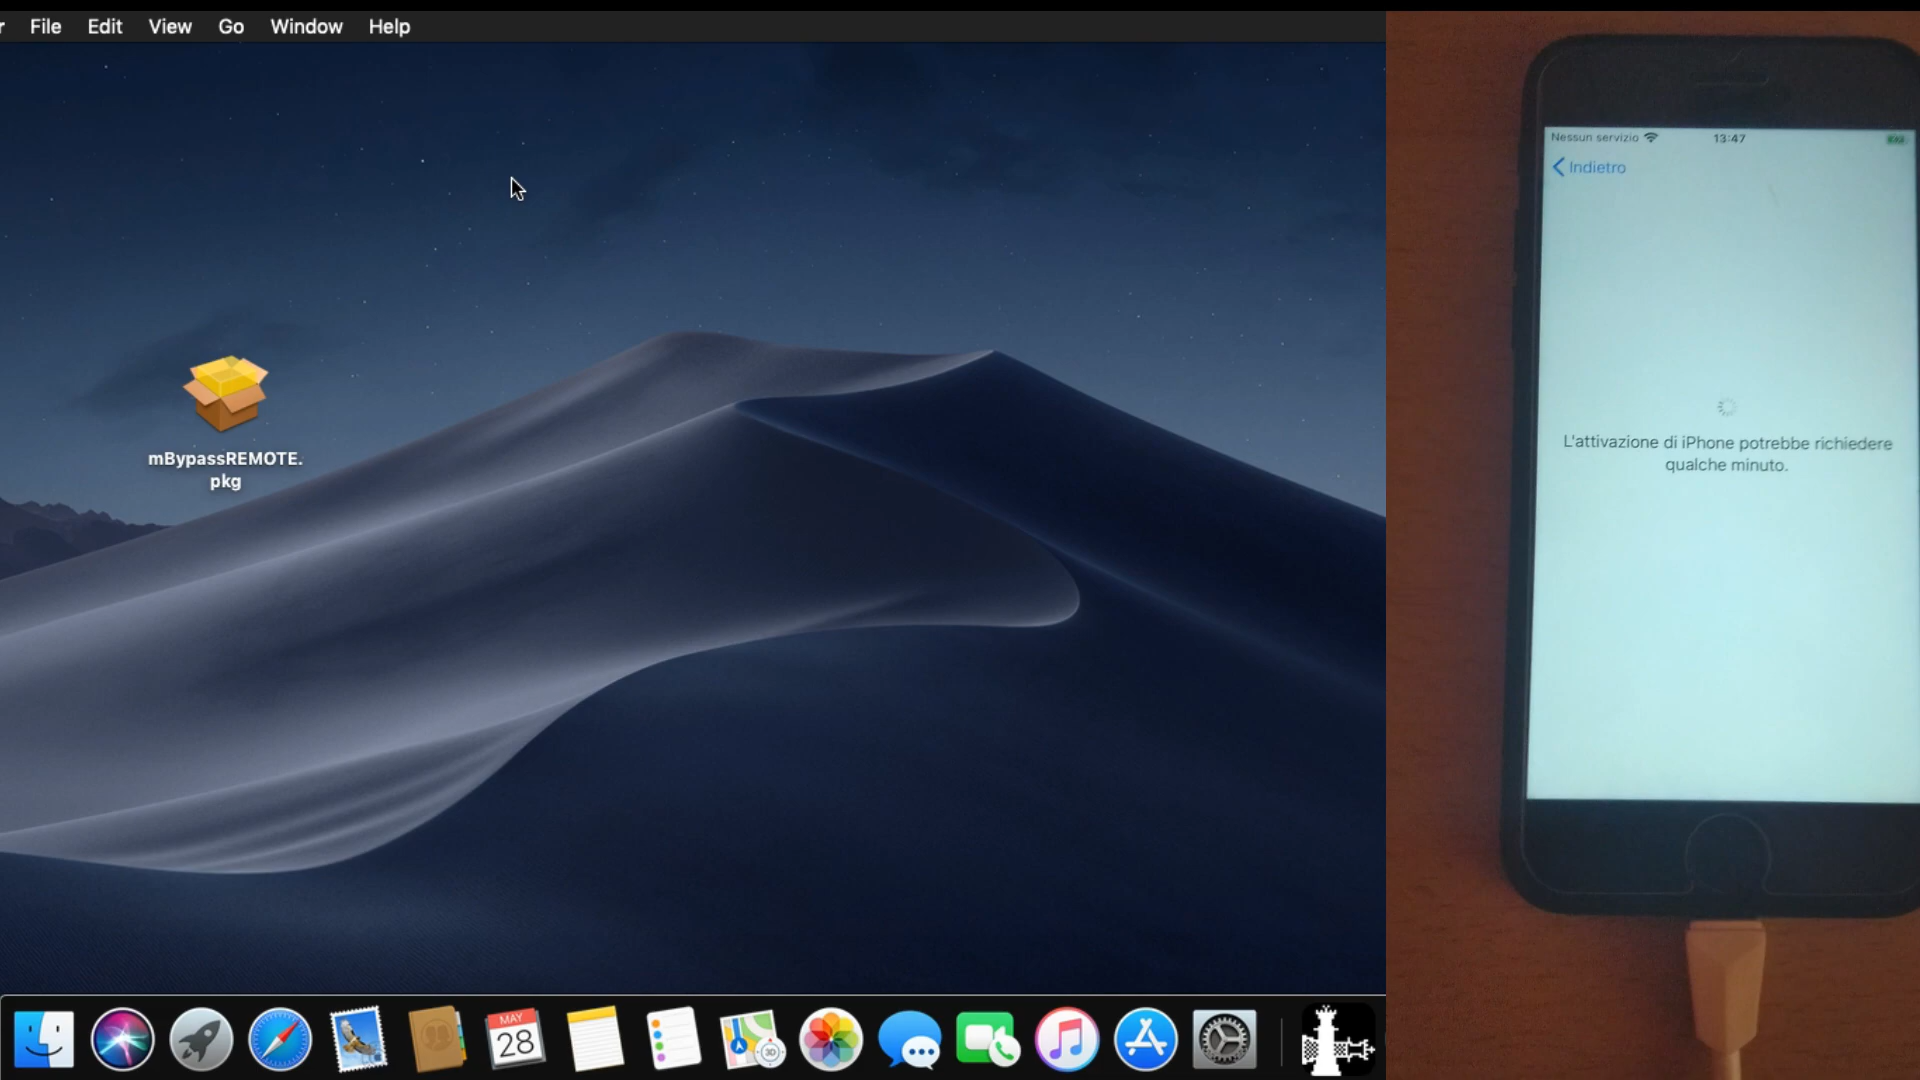 File Edit View Go Window Help
mBypassREMOTE.
pkg
MAY
28
3D
Nessun servizio 13:47
Indietro
L'attivazione di iPhone potrebbe richiedere
qualche minuto.